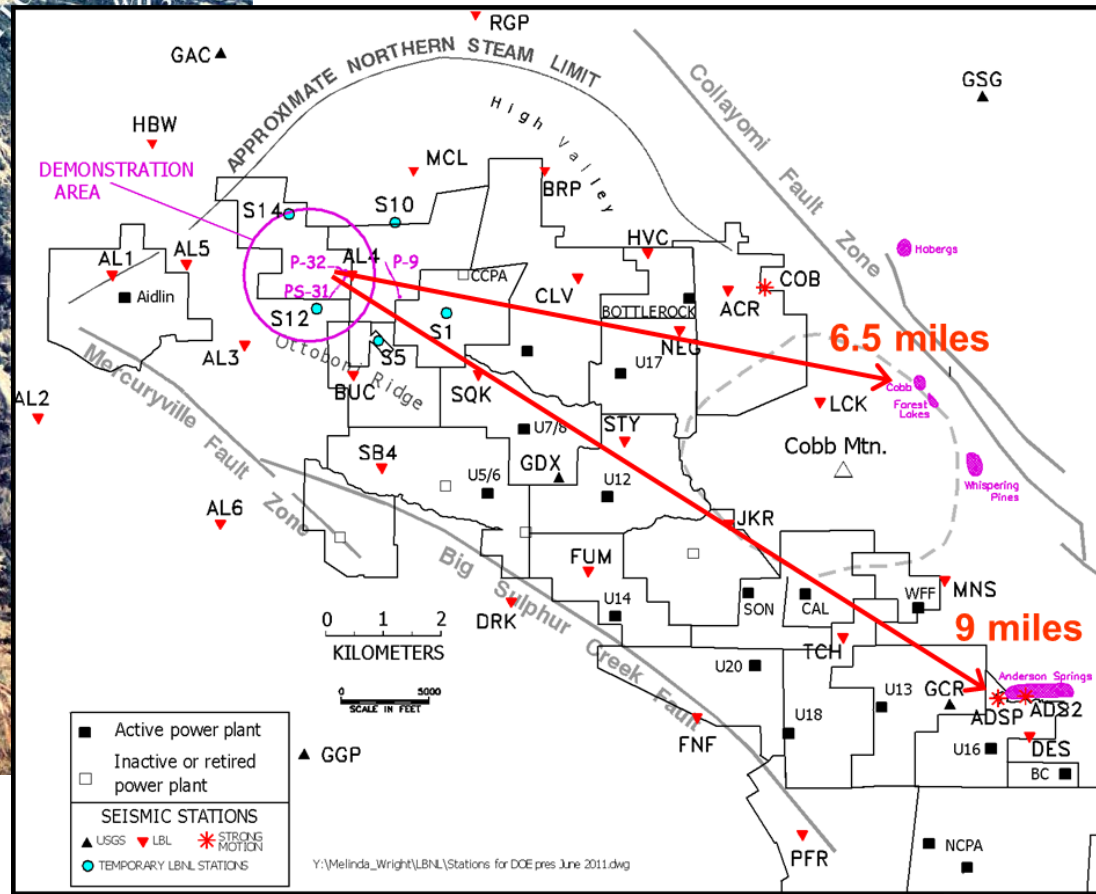 RGP
GAC
GSG
APPROXIMATE NORTHERN STEAM LIMIT
Collayomi Fault Zone
High Valley
HBW
MCL
BRP
DEMONSTRATION
AREA
S14
S10
HVC
Hobergs
AL1
AL5
AL4
P-32
P-9
CCPA
COB
Aidlin
PS-31
CLV
ACR
S12
S1
BOTTLEROCK
6.5 miles
NEG
AL3
Ottoboni Ridge
S5
U17
Mercuryville Fault Zone
BUC
SQK
Cobb
Forest
Lakes
AL2
LCK
U7/8
STY
Cobb Mtn.
SB4
GDX
U5/6
U12
Whispering
Pines
AL6
JKR
Big Sulphur Creek Fault
FUM
MNS
SON
CAL
WFF
DRK
U14
0 1 2
KILOMETERS
TCH
9 miles
U20
Anderson Springs
0 5000
SCALE IN FEET
U13
GCR
ADSP
ADS2
FNF
U18
U16
DES
GGP
BC
PFR
NCPA
Active power plant
Inactive or retired
power plant
SEISMIC STATIONS
USGS LBL STRONG
MOTION
TEMPORARY LBNL STATIONS
Y:\Melinda_Wright\LBNL\Stations for DOE pres June 2011.dwg